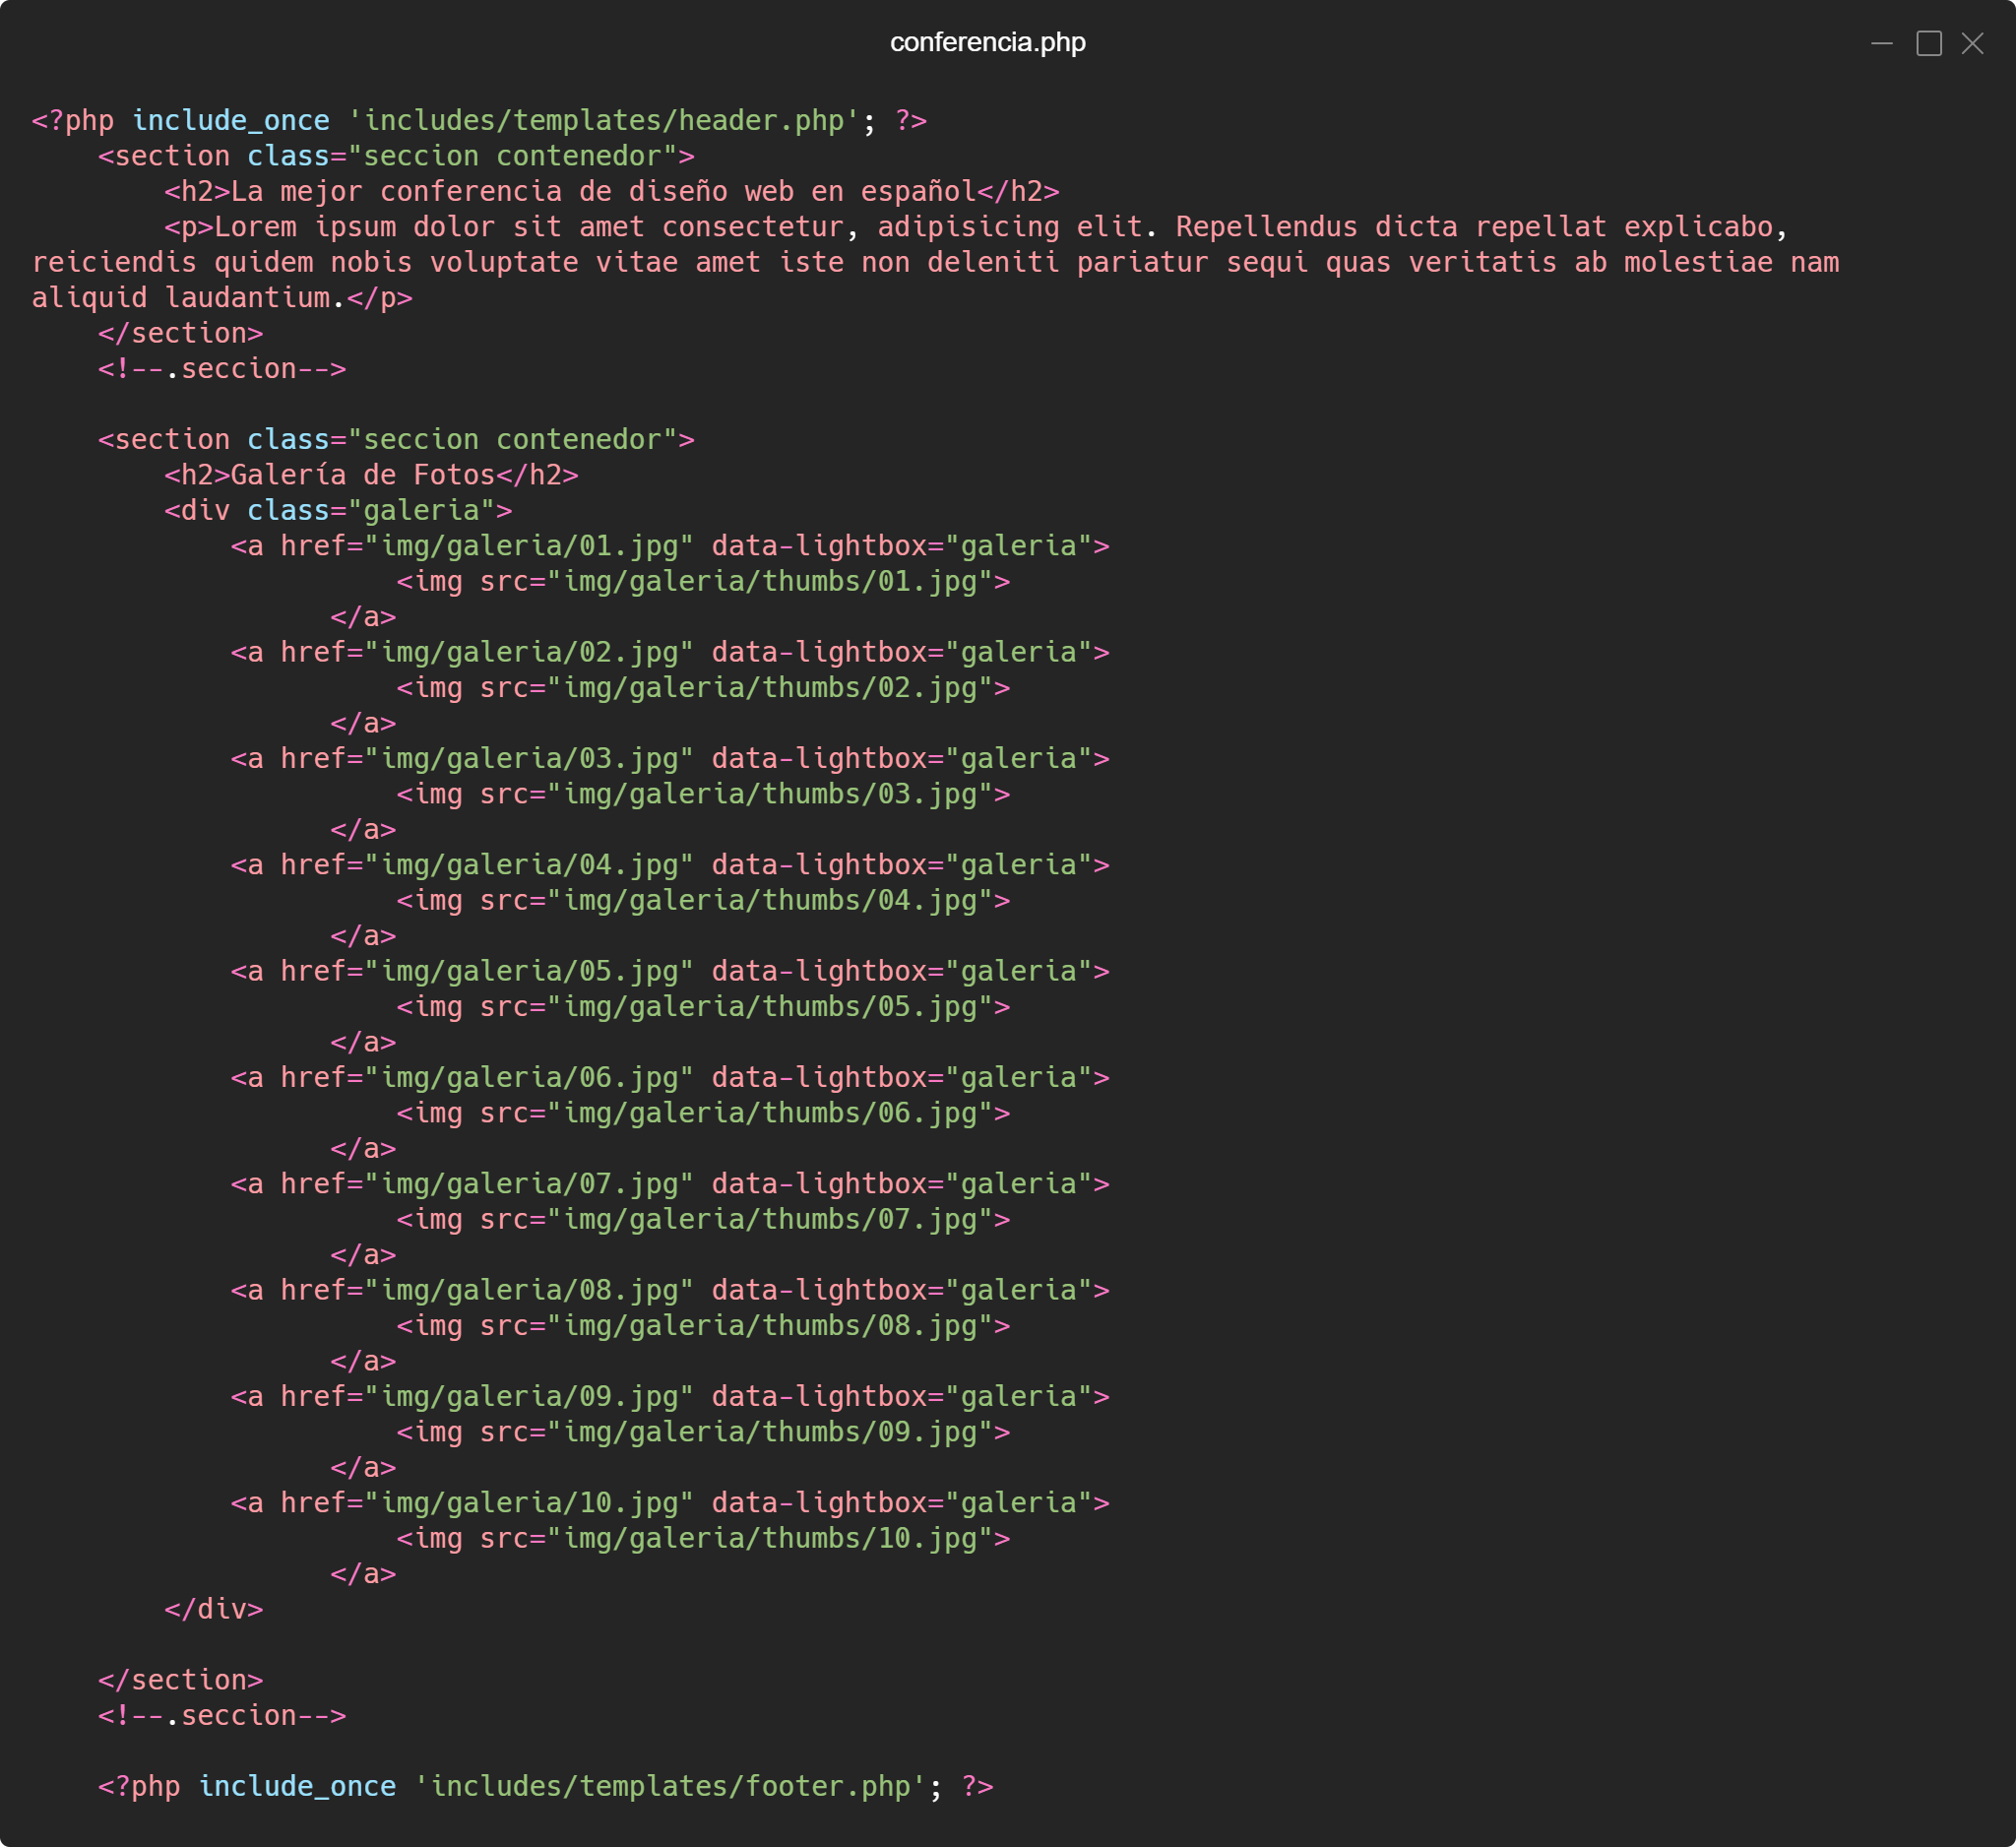 conferencia.php
<?php include_once 'includes/templates/header.php'; ?>
    <section class="seccion contenedor">
        <h2>La mejor conferencia de diseño web en español</h2>
        <p>Lorem ipsum dolor sit amet consectetur, adipisicing elit. Repellendus dicta repellat explicabo,
reiciendis quidem nobis voluptate vitae amet iste non deleniti pariatur sequi quas veritatis ab molestiae nam
aliquid laudantium.</p>
    </section>
    <!--.seccion-->

    <section class="seccion contenedor">
        <h2>Galería de Fotos</h2>
        <div class="galeria">
            <a href="img/galeria/01.jpg" data-lightbox="galeria">
                      <img src="img/galeria/thumbs/01.jpg">
                  </a>
            <a href="img/galeria/02.jpg" data-lightbox="galeria">
                      <img src="img/galeria/thumbs/02.jpg">
                  </a>
            <a href="img/galeria/03.jpg" data-lightbox="galeria">
                      <img src="img/galeria/thumbs/03.jpg">
                  </a>
            <a href="img/galeria/04.jpg" data-lightbox="galeria">
                      <img src="img/galeria/thumbs/04.jpg">
                  </a>
            <a href="img/galeria/05.jpg" data-lightbox="galeria">
                      <img src="img/galeria/thumbs/05.jpg">
                  </a>
            <a href="img/galeria/06.jpg" data-lightbox="galeria">
                      <img src="img/galeria/thumbs/06.jpg">
                  </a>
            <a href="img/galeria/07.jpg" data-lightbox="galeria">
                      <img src="img/galeria/thumbs/07.jpg">
                  </a>
            <a href="img/galeria/08.jpg" data-lightbox="galeria">
                      <img src="img/galeria/thumbs/08.jpg">
                  </a>
            <a href="img/galeria/09.jpg" data-lightbox="galeria">
                      <img src="img/galeria/thumbs/09.jpg">
                  </a>
            <a href="img/galeria/10.jpg" data-lightbox="galeria">
                      <img src="img/galeria/thumbs/10.jpg">
                  </a>
        </div>

    </section>
    <!--.seccion-->

    <?php include_once 'includes/templates/footer.php'; ?>